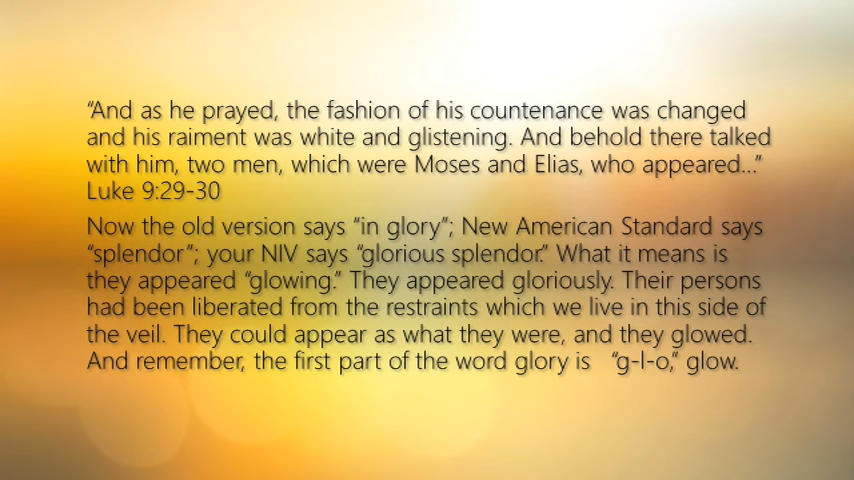 “And as he prayed, the fashion of his countenance was changed
and his raiment was white and glistening. And behold there talked
with him, two men, which were Moses and Elias, who appeared…”
Luke 9:29-30
Now the old version says “in glory”; New American Standard says
“splendor”; your NIV says “glorious splendor.” What it means is
they appeared “glowing.” They appeared gloriously. Their persons
had been liberated from the restraints which we live in this side of
the veil. They could appear as what they were, and they glowed.
And remember, the first part of the word glory is “g-l-o,” glow.